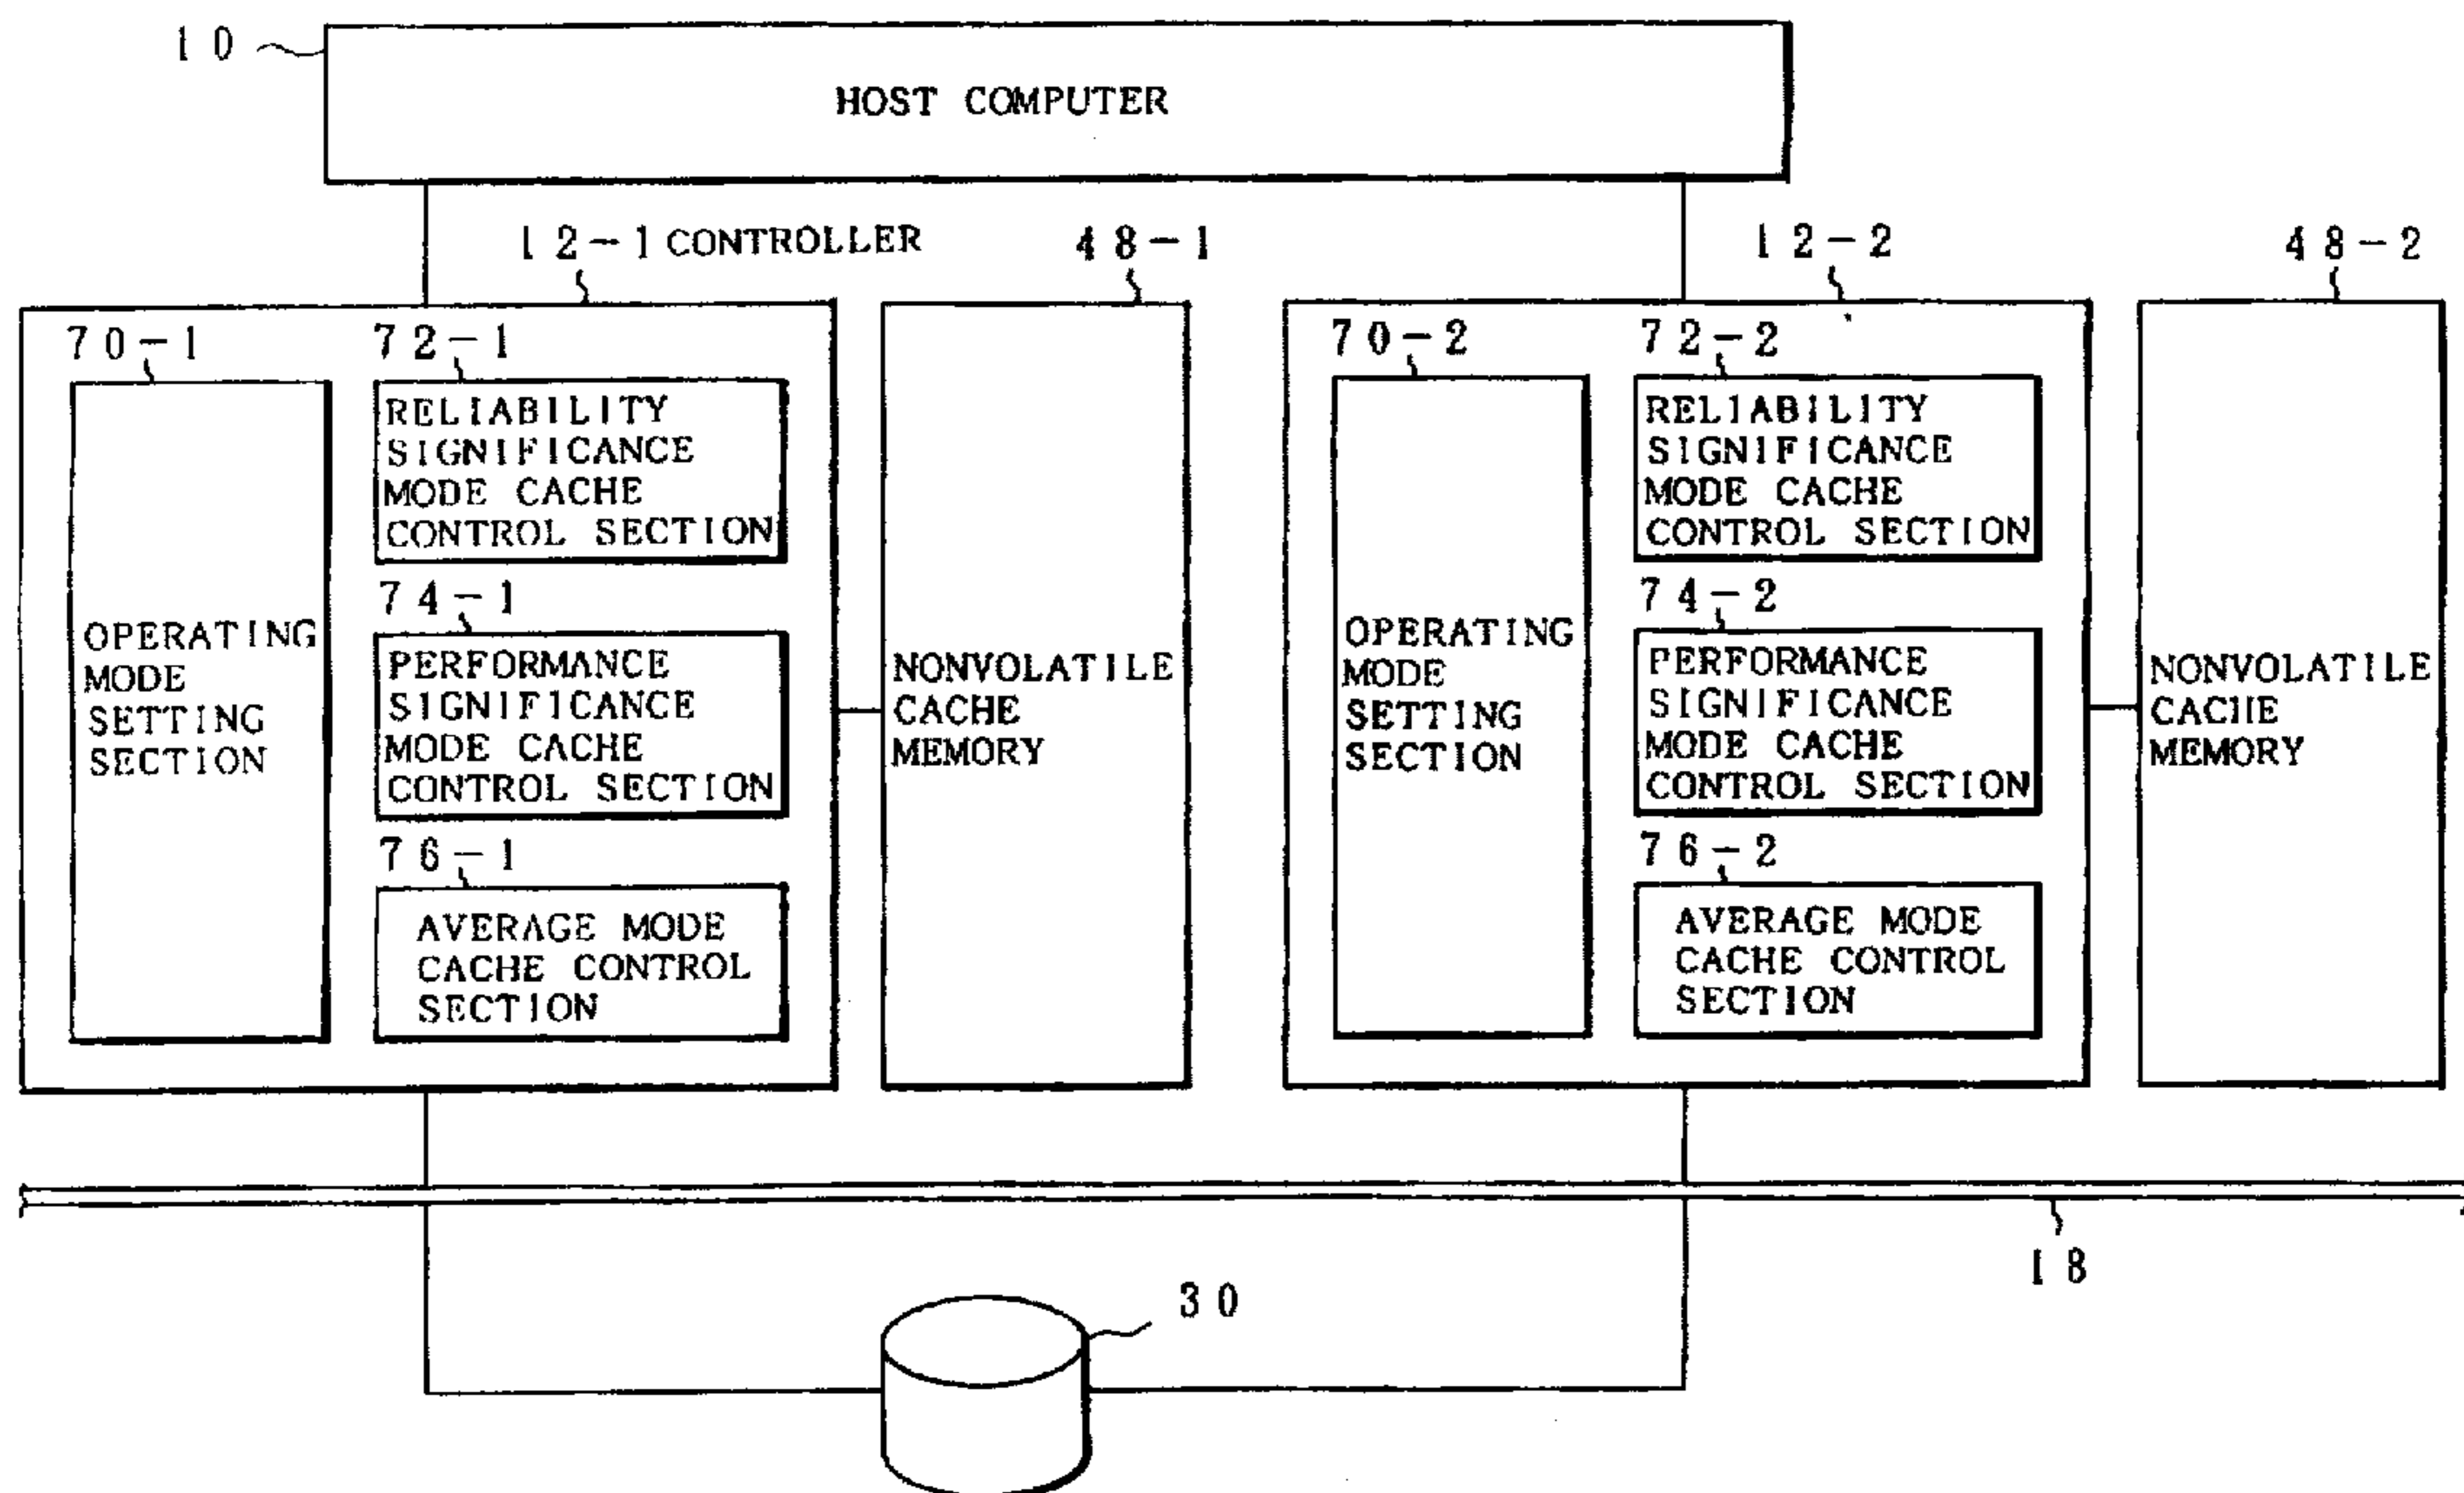 10
HOST COMPUTER
12-1 CONTROLLER
48-1
12-2
48-2
70-1
72-1
RELIABILITY
SIGNIFICANCE
MODE CACHE
CONTROL SECTION
74-1
OPERATING
MODE
SETTING
SECTION
PERFORMANCE
SIGNIFICANCE
MODE CACHE
CONTROL SECTION
76-1
AVERAGE MODE
CACHE CONTROL
SECTION
NONVOLATILE
CACHE
MEMORY
70-2
72-2
RELIABILITY
SIGNIFICANCE
MODE CACHE
CONTROL SECTION
74-2
OPERATING
MODE
SETTING
SECTION
PERFORMANCE
SIGNIFICANCE
MODE CACHE
CONTROL SECTION
76-2
AVERAGE MODE
CACHE CONTROL
SECTION
NONVOLATILE
CACHE
MEMORY
18
30